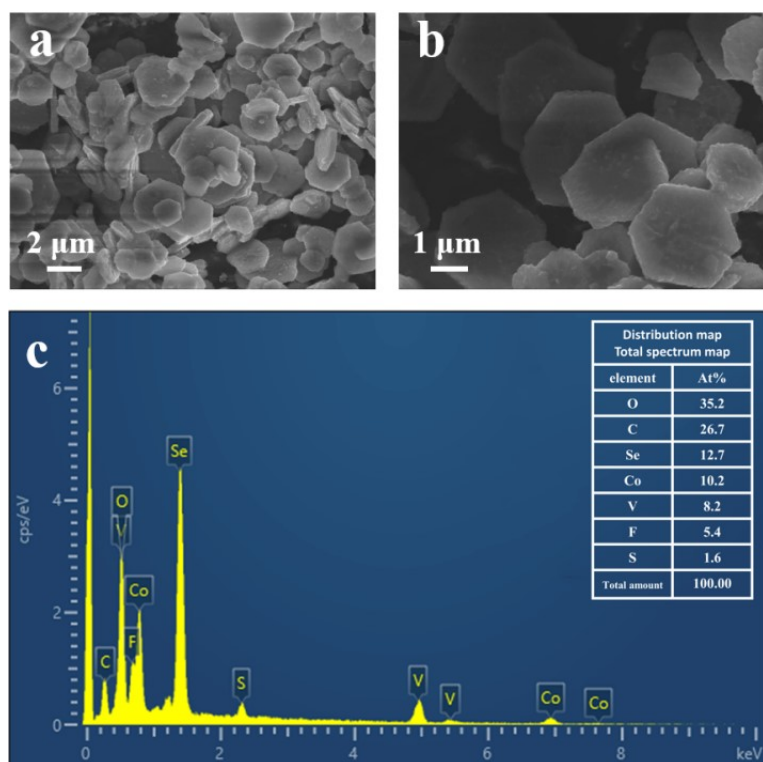 a
2 μm
b
1 μm
c
Distribution map
Total spectrum map
element At%
O 35.2
C 26.7
Se 12.7
Co 10.2
V 8.2
F 5.4
S 1.6
Total amount 100.00
6
4
2
0
cps/eV
Se
O
V
Co
F
C
S
V
V
Co
Co
0 2 4 6 8 keV